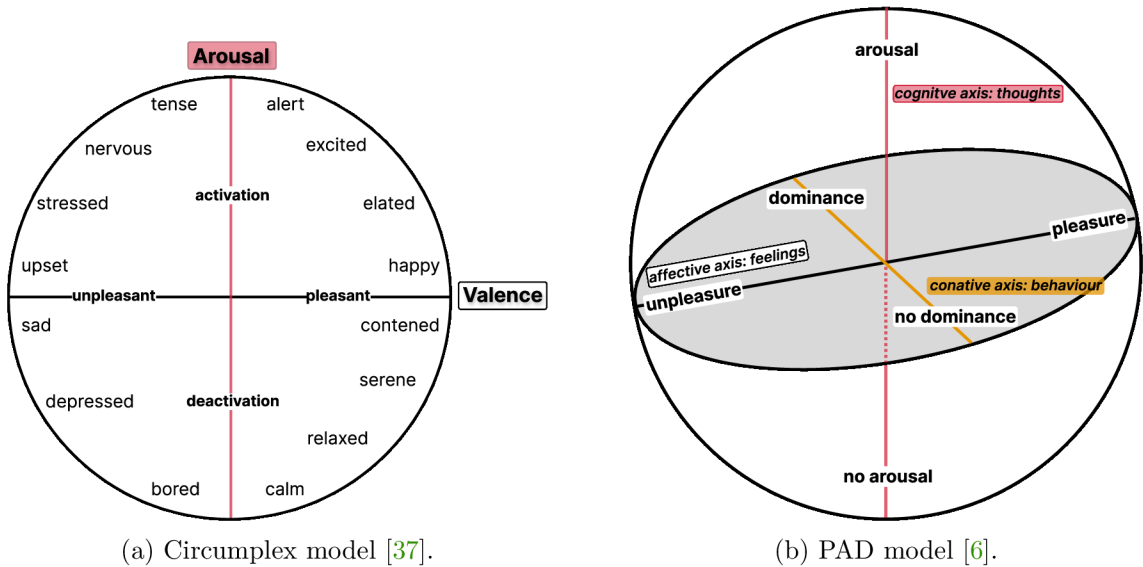 Arousal
tense
alert
nervous
excited
activation
stressed
elated
upset
happy
unpleasant
pleasant
Valence
sad
contened
serene
depressed
deactivation
relaxed
bored
calm
(a) Circumplex model [37].
arousal
cognitve axis: thoughts
dominance
pleasure
affective axis: feelings
unpleasure
conative axis: behaviour
no dominance
no arousal
(b) PAD model [6].